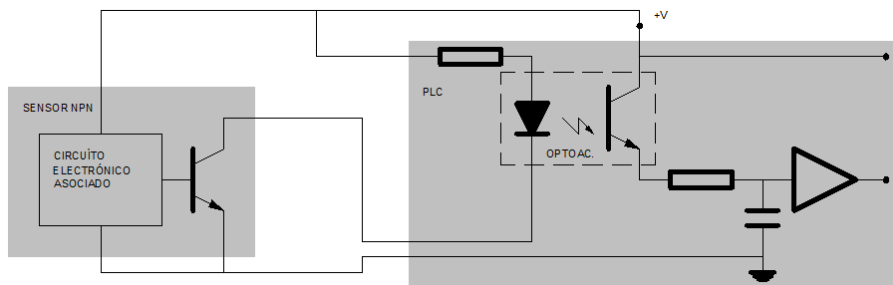 +V
PLC
SENSOR NPN
CIRCUÍTO
ELECTRÓNICO
ASOCIADO
OPTOAC.